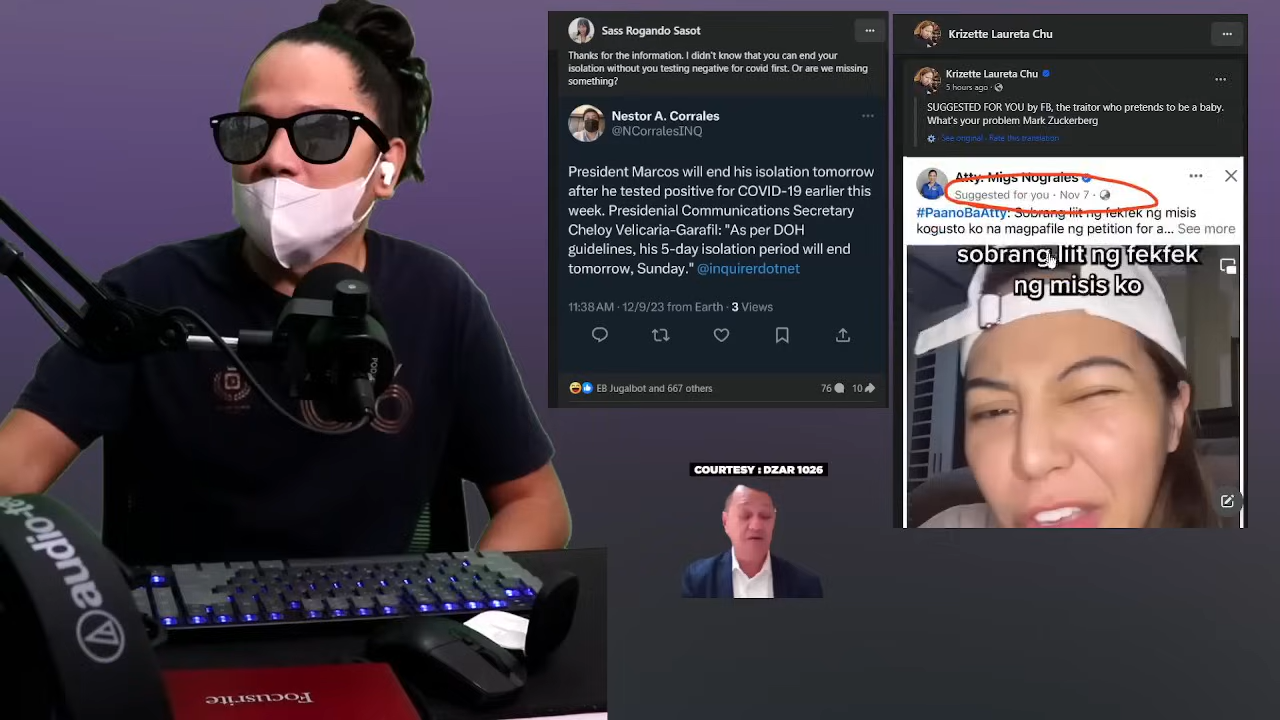 Sass Rogando Sasot
Thanks for the information. I didn't know that you can end your
isolation without you testing negative for covid first. Or are we missing
something?
Nestor A. Corrales
@NCorralesINQ
President Marcos will end his isolation tomorrow
after he tested positive for COVID-19 earlier this
week. Presidenial Communications Secretary
Cheloy Velicaria-Garafil: "As per DOH
guidelines, his 5-day isolation period will end
tomorrow, Sunday." @inquirerdotnet
11:38 AM · 12/9/23 from Earth · 3 Views
EB Jugalbot and 667 others
76
10
Krizette Laureta Chu
Krizette Laureta Chu
5 hours ago ·
SUGGESTED FOR YOU by FB, the traitor who pretends to be a baby.
What's your problem Mark Zuckerberg
· See original · Rate this translation
Atty. Migs Nograles
Suggested for you · Nov 7 ·
#PaanoBaAtty: Sobrang liit ng fekfek ng misis
kogusto ko na magpafile ng petition for a... See more
sobrang liit ng fekfek
ng misis ko
COURTESY : DZAR 1026
audio-te
Focusrite